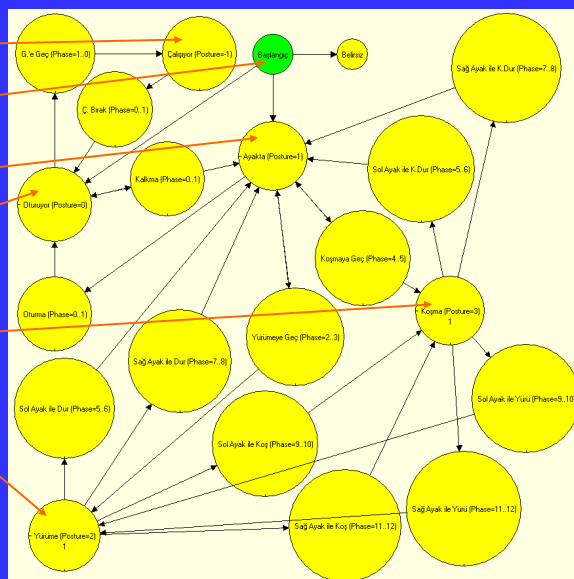 G.'e Geç (Phase=1..0)
Çalışıyor (Posture=-1)
Başlangıç
Belirsiz
Sağ Ayak ile K.Dur (Phase=7..8)
Ç. Bırak (Phase=0..1)
Ayakta (Posture=1)
Sol Ayak ile K.Dur (Phase=5..6)
Kalkma (Phase=0..1)
Oturuyor (Posture=0)
Koşmaya Geç (Phase=4..5)
Oturma (Phase=0..1)
Koşma (Posture=3)
1
Yürümeye Geç (Phase=2..3)
Sağ Ayak ile Dur (Phase=7..8)
Sol Ayak ile Dur (Phase=5..6)
Sol Ayak ile Yürü (Phase=9..10)
Sol Ayak ile Koş (Phase=9..10)
Sağ Ayak ile Yürü (Phase=11..12)
Sağ Ayak ile Koş (Phase=11..12)
Yürüme (Posture=2)
1